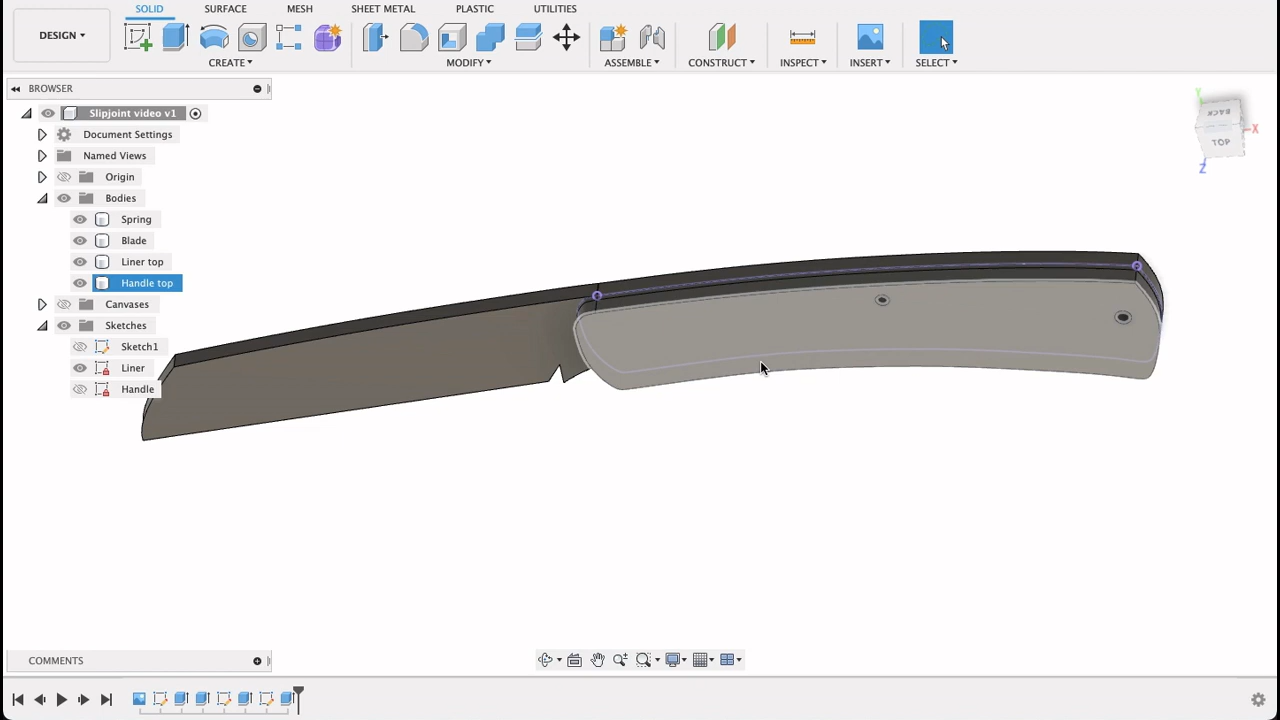 SOLID SURFACE MESH SHEET METAL PLASTIC UTILITIES
DESIGN
CREATE MODIFY ASSEMBLE CONSTRUCT INSPECT INSERT SELECT
BROWSER
Slipjoint video v1
Document Settings
Named Views
Origin
Bodies
Spring
Blade
Liner top
Handle top
Canvases
Sketches
Sketch1
Liner
Handle
Y
BACK
X
TOP
Z
COMMENTS